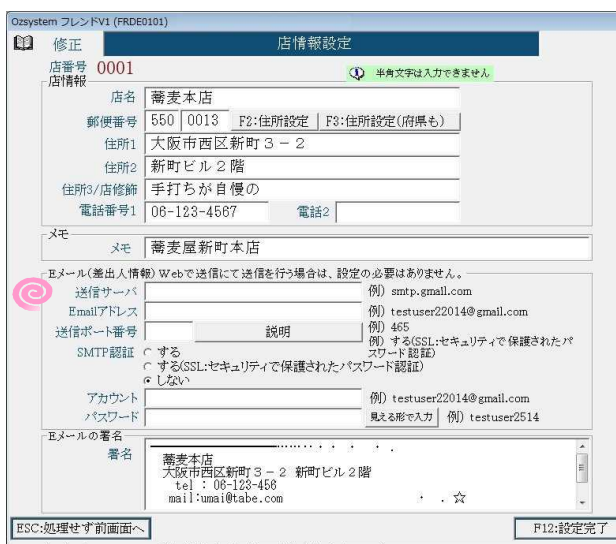 Ozsystem フレンドV1 (FRDE0101)
修正 店情報設定
店番号 0001
半角文字は入力できません
店情報
店名 蕎麦本店
郵便番号 550 0013 F2:住所設定 F3:住所設定(府県も)
住所1 大阪市西区新町３－２
住所2 新町ビル２階
住所3/店修飾 手打ちが自慢の
電話番号1 06-123-4567 電話2
メモ
メモ 蕎麦屋新町本店
Eメール(差出人情報) Webで送信にて送信を行う場合は、設定の必要はありません。
送信サーバ 例) smtp.gmail.com
Emailアドレス 例) testuser22014@gmail.com
送信ポート番号 説明 例) 465
例) する(SSL:セキュリティで保護されたパスワード認証)
SMTP認証 する
する(SSL:セキュリティで保護されたパスワード認証)
しない
アカウント 例) testuser22014@gmail.com
パスワード 見える形で入力 例) testuser2514
Eメールの署名
署名
蕎麦本店
大阪市西区新町３－２ 新町ビル２階
tel : 06-123-456
mail:umai@tabe.com ・ . ☆
ESC:処理せず前画面へ F12:設定完了